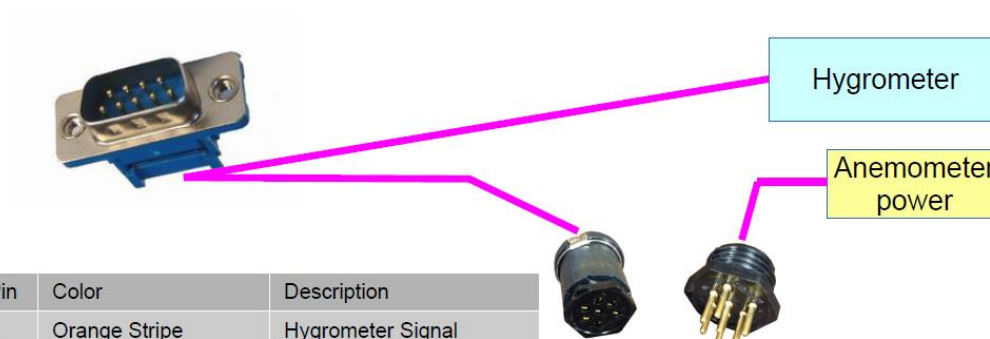 Hygrometer
Anemometer
power
Color Description
Orange Stripe Hygrometer Signal